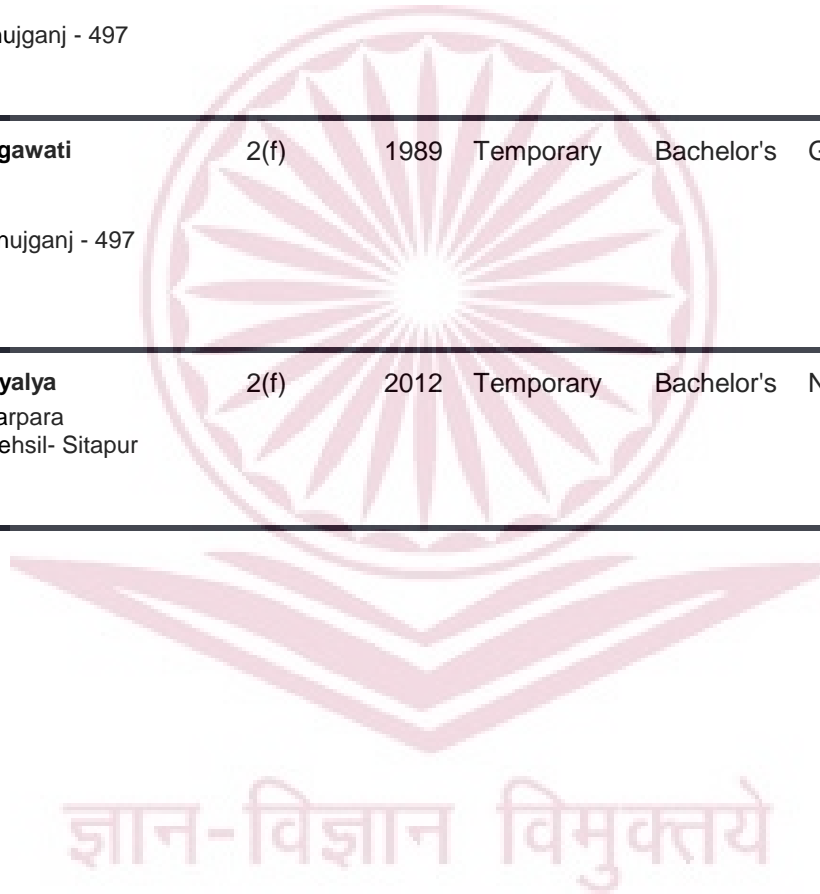 ujganj - 497
gawati 2(f) 1989 Temporary Bachelor's G
ujganj - 497
yalya 2(f) 2012 Temporary Bachelor's N
arpara
ehsil- Sitapur
ज्ञान-विज्ञान विमुक्तये